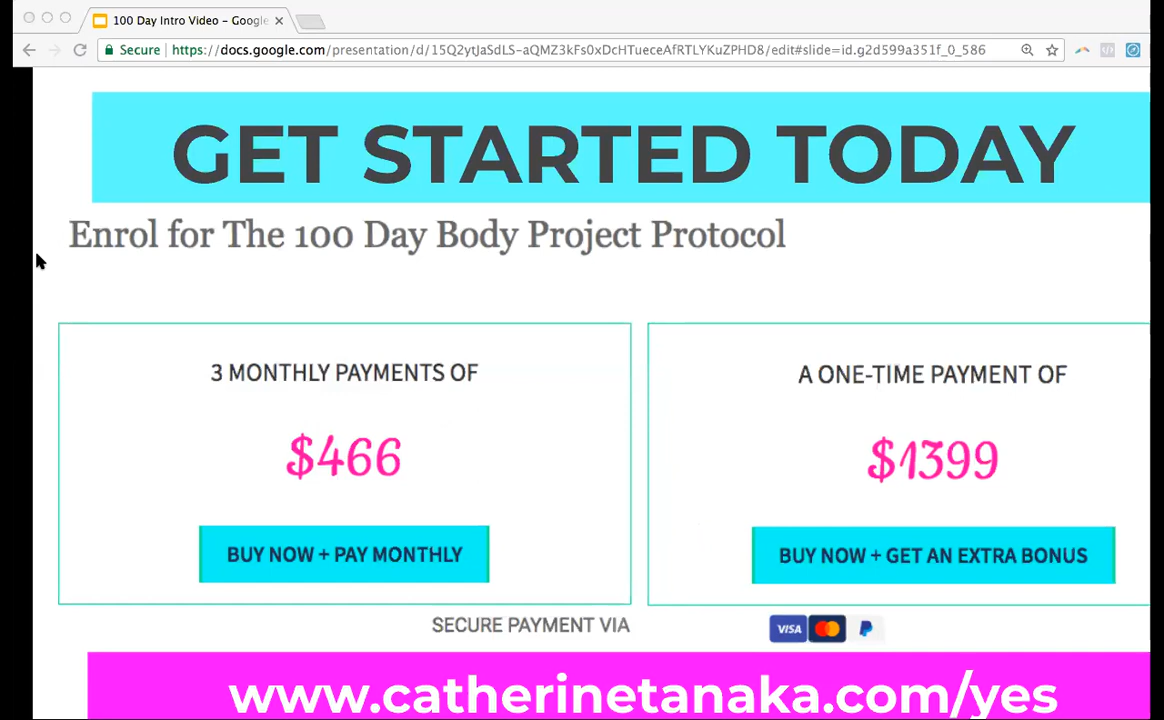 100 Day Intro Video – Google
Secure
https://docs.google.com/presentation/d/15Q2ytJaSdLS-aQMZ3kFs0xDcHTueceAfRTLYKuZPHD8/edit#slide=id.g2d599a351f_0_586
GET STARTED TODAY
Enrol for The 100 Day Body Project Protocol
3 MONTHLY PAYMENTS OF
$466
BUY NOW + PAY MONTHLY
A ONE-TIME PAYMENT OF
$1399
BUY NOW + GET AN EXTRA BONUS
SECURE PAYMENT VIA
VISA
www.catherinetanaka.com/yes